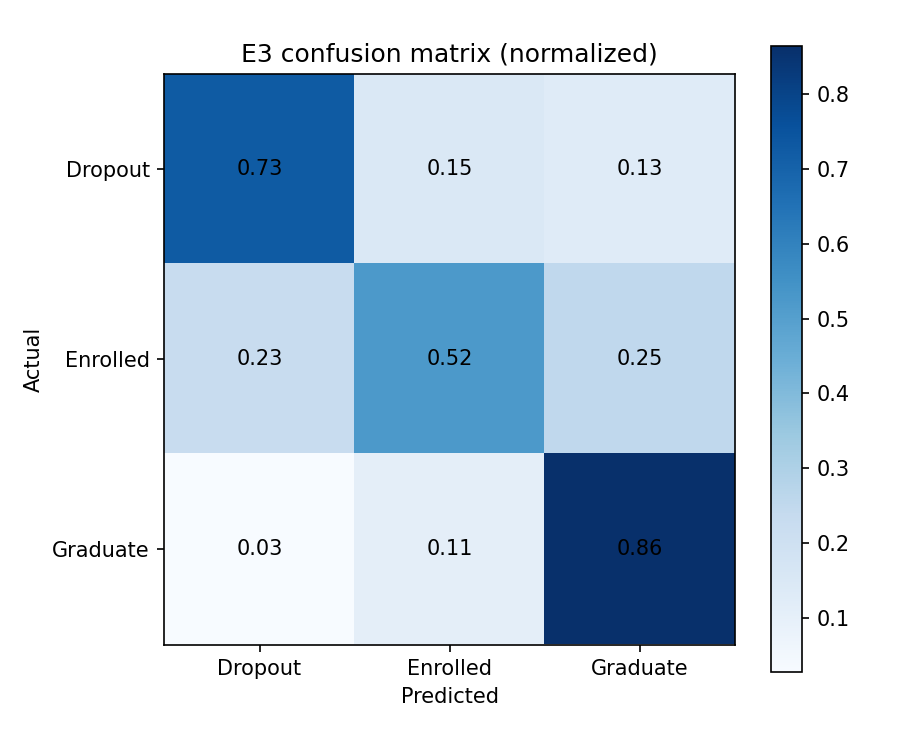 E3 confusion matrix (normalized)
Dropout
0.73 0.15 0.13
Enrolled
0.23 0.52 0.25
Graduate
0.03 0.11 0.86
Dropout Enrolled Graduate
Predicted
Actual
0.8
0.7
0.6
0.5
0.4
0.3
0.2
0.1